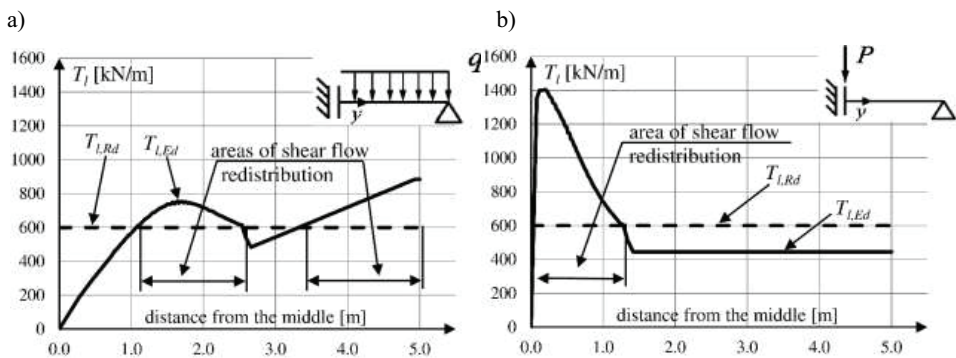 a)
1600
1400
1200
1000
800
600
400
200
0
T_l [kN/m]
q
y
T_l,Rd
T_l,Ed
areas of shear flow
redistribution
distance from the middle [m]
0.0 1.0 2.0 3.0 4.0 5.0
b)
1600
1400
1200
1000
800
600
400
200
0
T_l [kN/m]
P
y
area of shear flow
redistribution
T_l,Rd
T_l,Ed
distance from the middle [m]
0.0 1.0 2.0 3.0 4.0 5.0